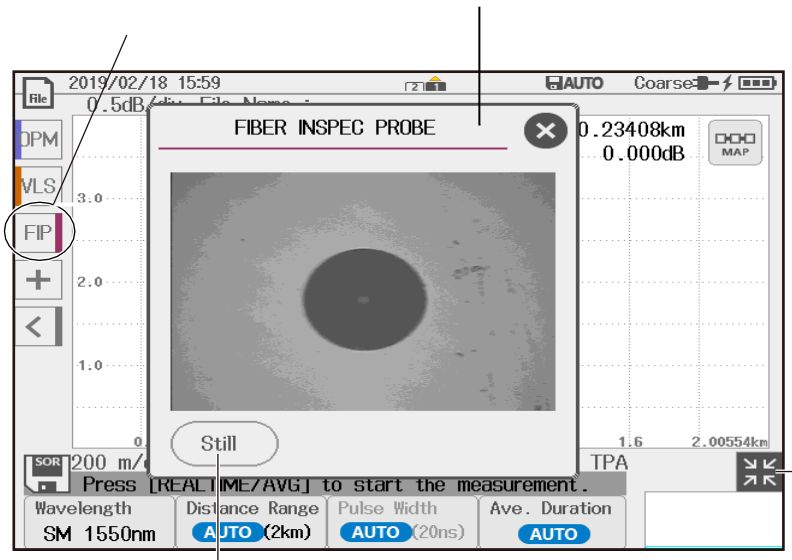 2019/02/18 15:59 2 1 AUTO Coarse
File 0.5dB/div File Name :
FIBER INSPEC PROBE
0.23408km
0.000dB
MAP
OPM
VLS
3.0
FIP
2.0
1.0
Still
0. 1.6 2.00554km
SOR 200 m/ TPA
Press [REALTIME/AVG] to start the measurement.
Wavelength Distance Range Pulse Width Ave. Duration
SM 1550nm AUTO (2km) AUTO (20ns) AUTO